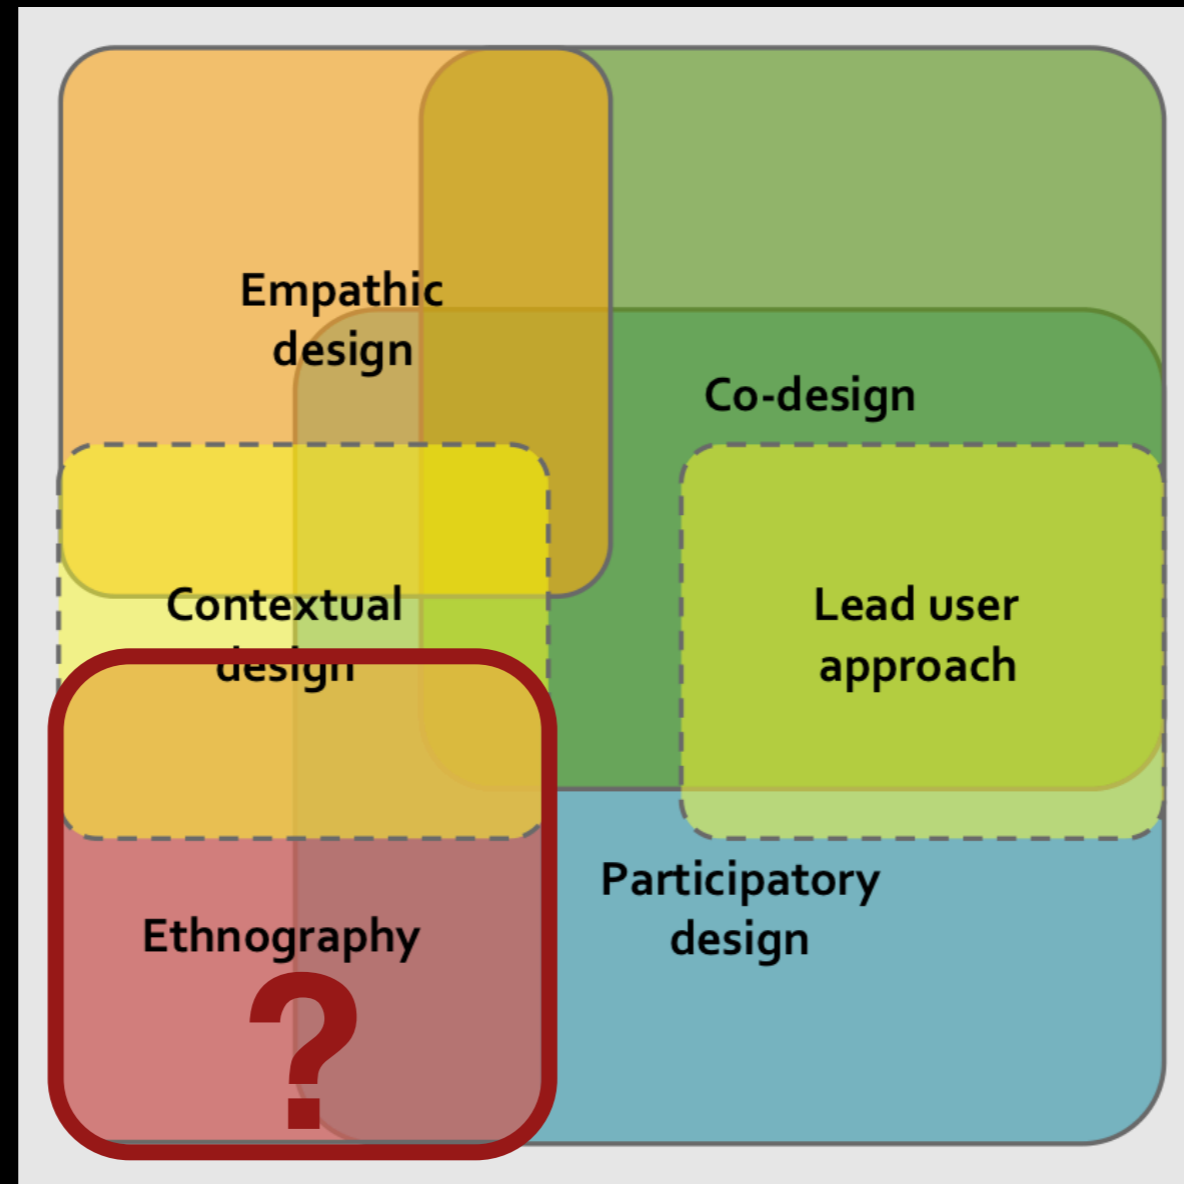 Empathic
design
Co-design
Contextual
design
Lead user
approach
Participatory
design
Ethnography
?